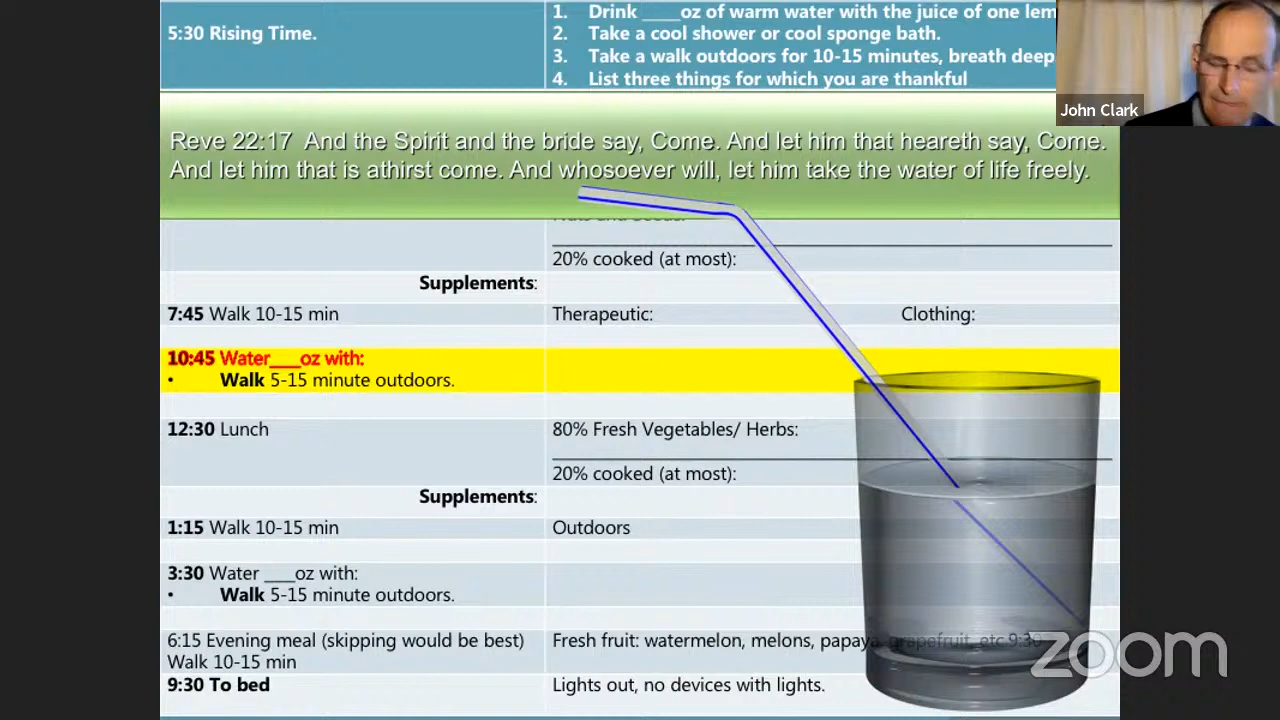 1. Drink ____oz of warm water with the juice of one lem
5:30 Rising Time.
2. Take a cool shower or cool sponge bath.
3. Take a walk outdoors for 10-15 minutes, breath deep
4. List three things for which you are thankful
John Clark
Reve 22:17 And the Spirit and the bride say, Come. And let him that heareth say, Come.
And let him that is athirst come. And whosoever will, let him take the water of life freely.
20% cooked (at most):
Supplements:
7:45 Walk 10-15 min Therapeutic: Clothing:
10:45 Water___oz with:
• Walk 5-15 minute outdoors.
12:30 Lunch 80% Fresh Vegetables/ Herbs:
20% cooked (at most):
Supplements:
1:15 Walk 10-15 min Outdoors
3:30 Water ___oz with:
• Walk 5-15 minute outdoors.
6:15 Evening meal (skipping would be best) Fresh fruit: watermelon, melons, papaya, grapefruit, etc 9:30
Walk 10-15 min
9:30 To bed Lights out, no devices with lights.
zoom